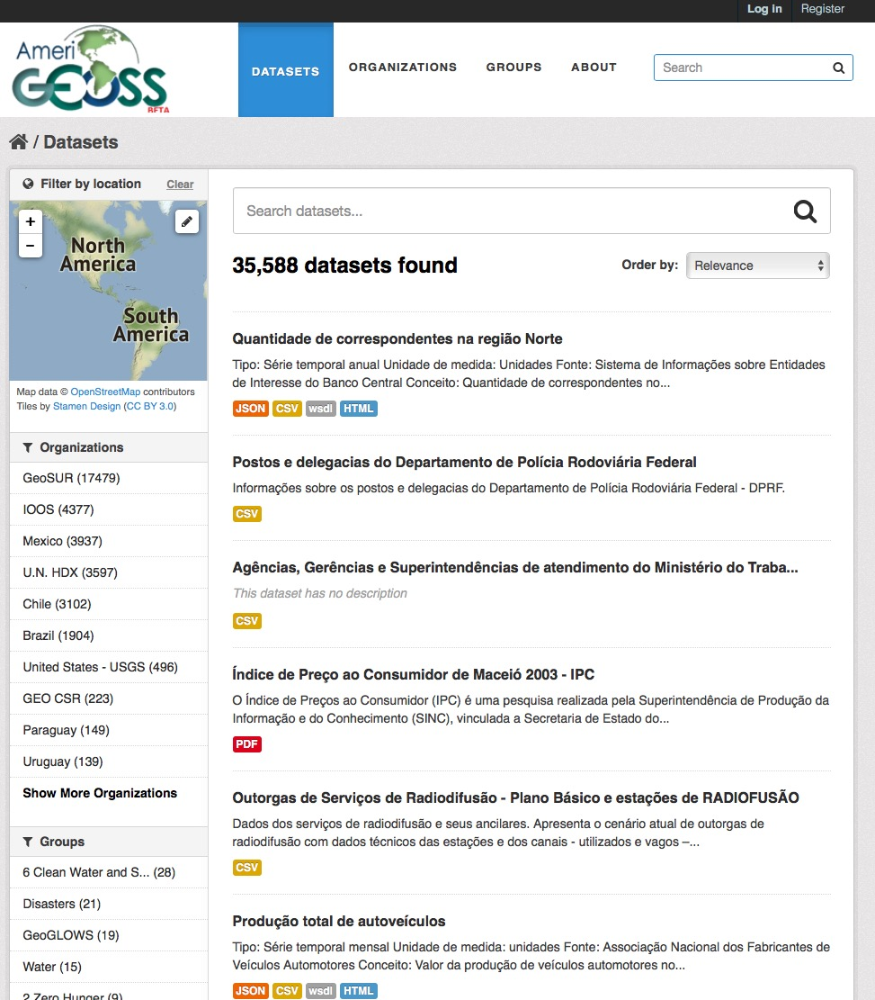 Log in Register
Ameri
GEOSS
BETA
DATASETS ORGANIZATIONS GROUPS ABOUT Search
/ Datasets
Filter by location Clear
+
−
North
America
South
America
Map data © OpenStreetMap contributors
Tiles by Stamen Design (CC BY 3.0)
Organizations
GeoSUR (17479)
IOOS (4377)
Mexico (3937)
U.N. HDX (3597)
Chile (3102)
Brazil (1904)
United States - USGS (496)
GEO CSR (223)
Paraguay (149)
Uruguay (139)
Show More Organizations
Groups
6 Clean Water and S... (28)
Disasters (21)
GeoGLOWS (19)
Water (15)
2 Zero Hunger (9)
Search datasets...
35,588 datasets found
Order by: Relevance
Quantidade de correspondentes na região Norte
Tipo: Série temporal anual Unidade de medida: Unidades Fonte: Sistema de Informações sobre Entidades
de Interesse do Banco Central Conceito: Quantidade de correspondentes no...
JSON CSV wsdl HTML
Postos e delegacias do Departamento de Polícia Rodoviária Federal
Informações sobre os postos e delegacias do Departamento de Polícia Rodoviária Federal - DPRF.
CSV
Agências, Gerências e Superintendências de atendimento do Ministério do Traba...
This dataset has no description
CSV
Índice de Preço ao Consumidor de Maceió 2003 - IPC
O Índice de Preços ao Consumidor (IPC) é uma pesquisa realizada pela Superintendência de Produção da
Informação e do Conhecimento (SINC), vinculada a Secretaria de Estado do...
PDF
Outorgas de Serviços de Radiodifusão - Plano Básico e estações de RADIOFUSÃO
Dados dos serviços de radiodifusão e seus ancilares. Apresenta o cenário atual de outorgas de
radiodifusão com dados técnicos das estações e dos canais - utilizados e vagos –...
CSV
Produção total de autoveículos
Tipo: Série temporal mensal Unidade de medida: unidades Fonte: Associação Nacional dos Fabricantes de
Veículos Automotores Conceito: Valor da produção de veículos automotores no...
JSON CSV wsdl HTML